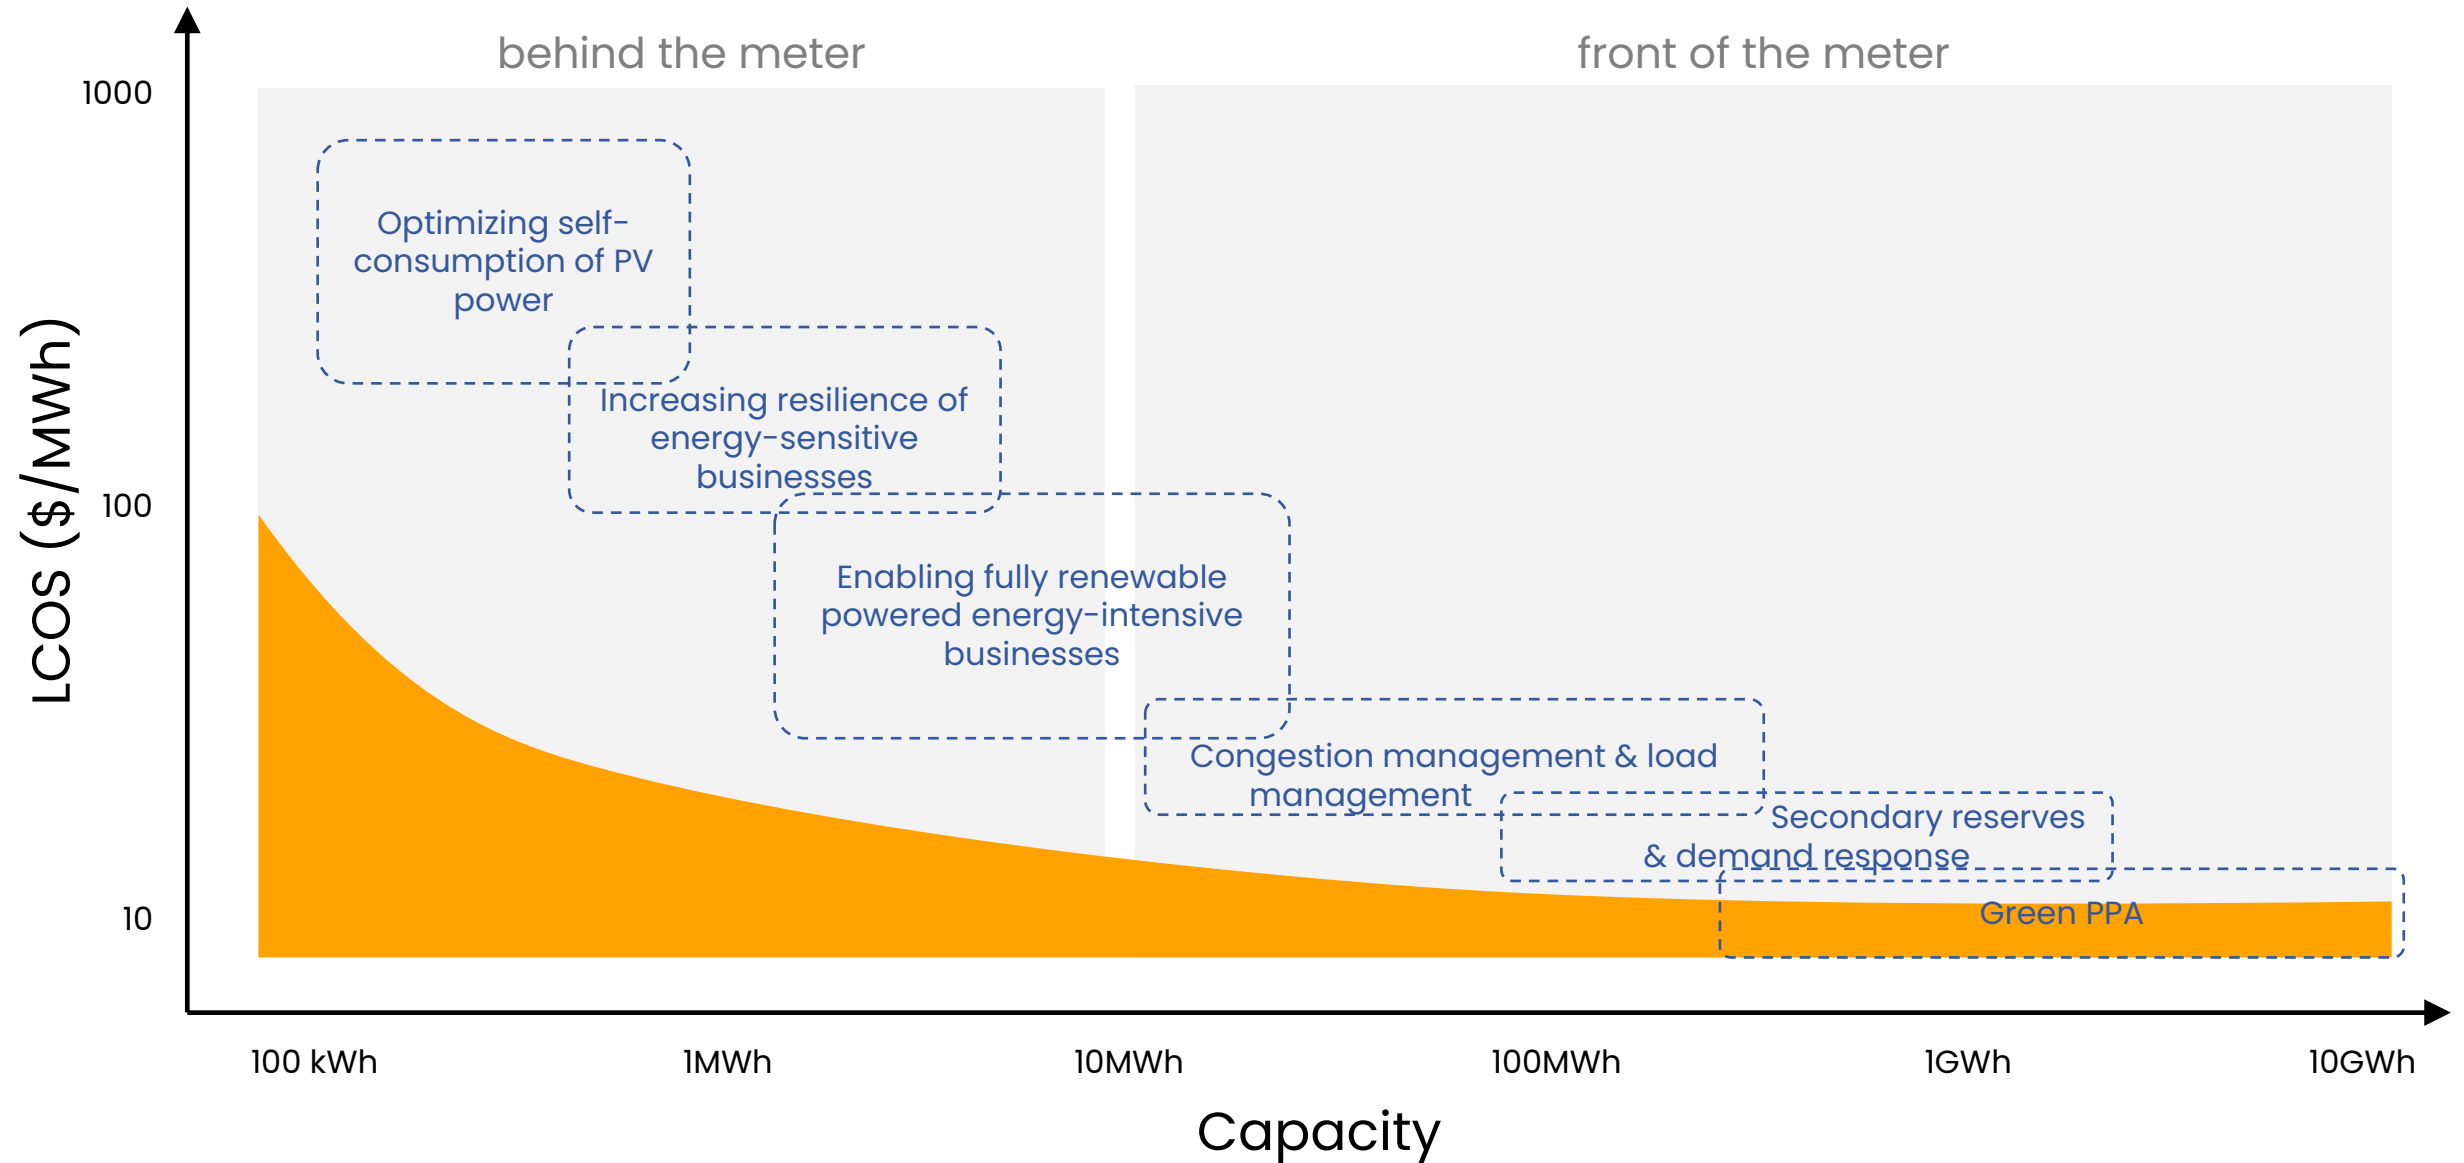 behind the meter
front of the meter
1000
100
10
LCOS ($/MWh)
Optimizing self-
consumption of PV
power
Increasing resilience of
energy-sensitive
businesses
Enabling fully renewable
powered energy-intensive
businesses
Congestion management & load
management
Secondary reserves
& demand response
Green PPA
100 kWh
1MWh
10MWh
100MWh
1GWh
10GWh
Capacity